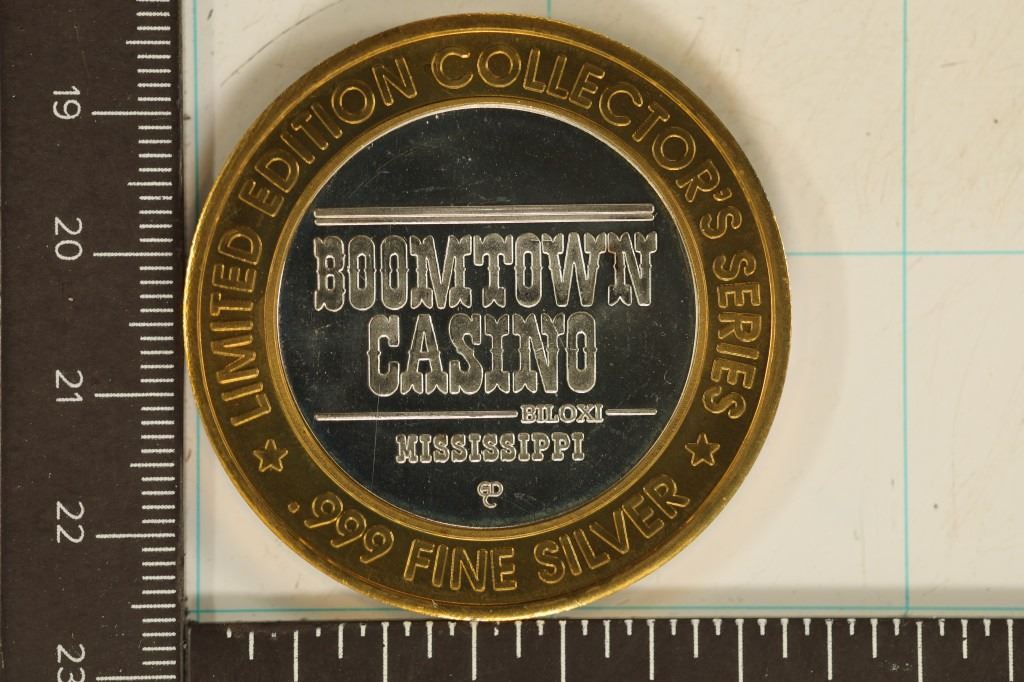 LIMITED EDITION COLLECTOR'S SERIES
BOOMTOWN
CASINO
BILOXI
MISSISSIPPI
.999 FINE SILVER
19
20
21
22
23